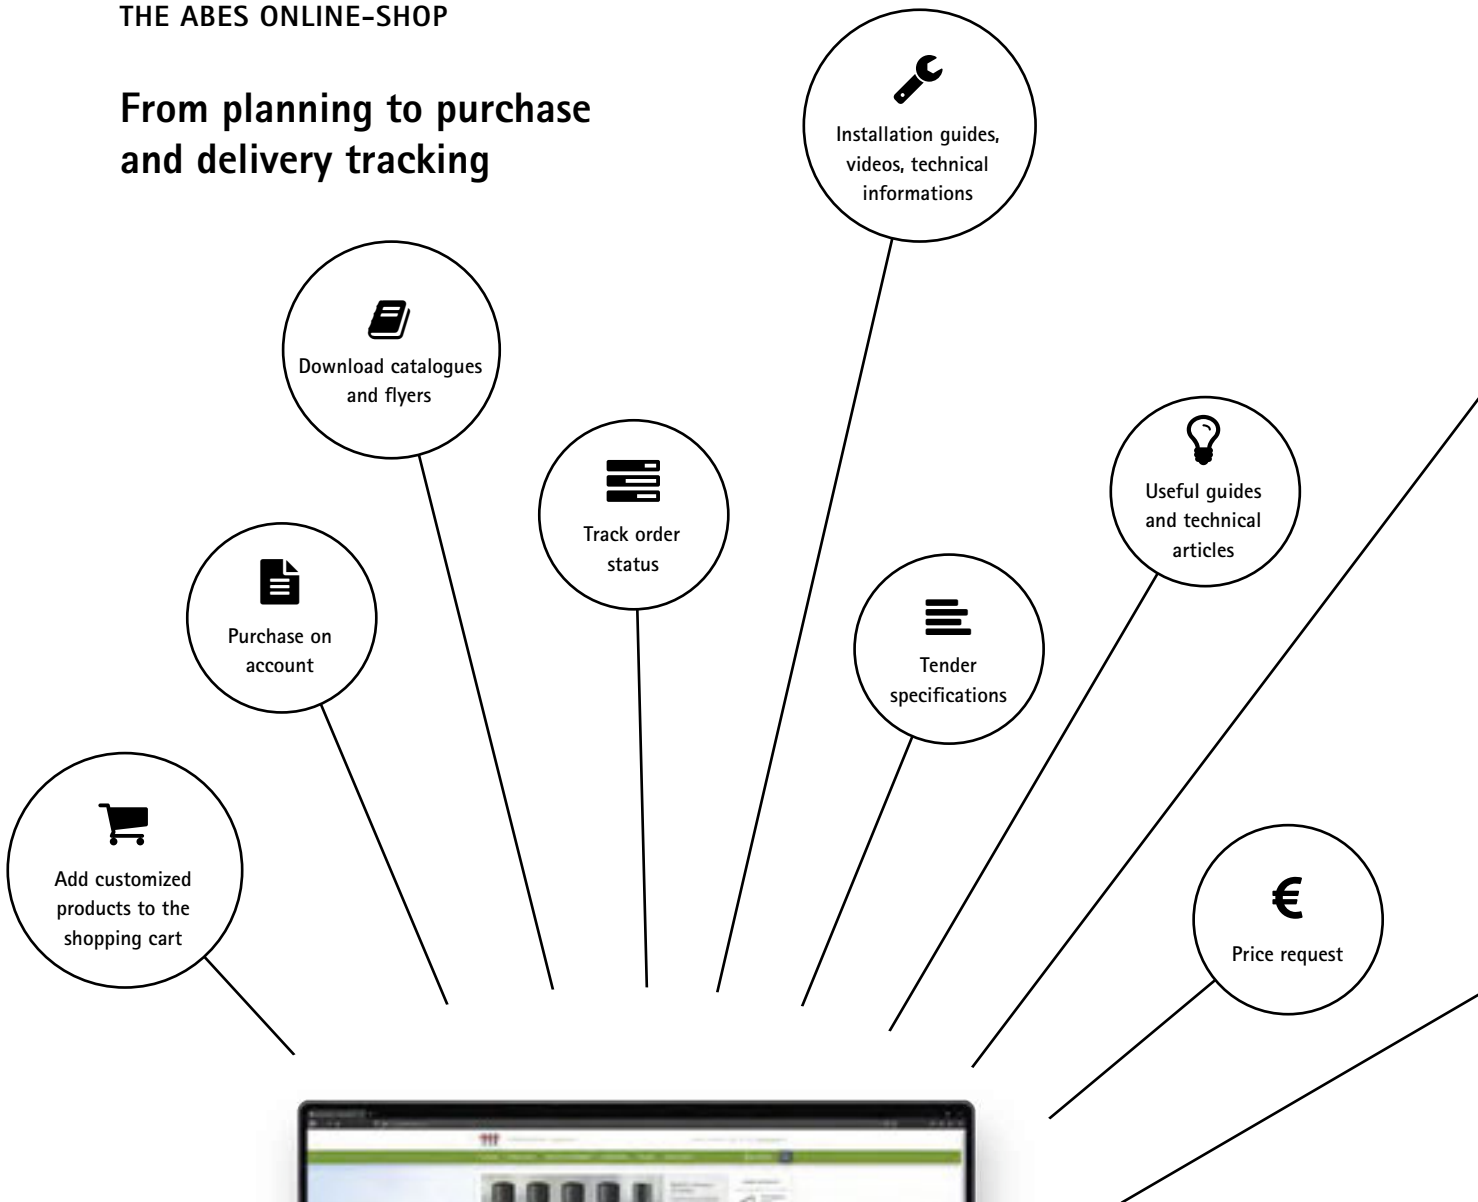 THE ABES ONLINE-SHOP
From planning to purchase
and delivery tracking
Installation guides,
videos, technical
informations
Download catalogues
and flyers
Track order
status
Useful guides
and technical
articles
Purchase on
account
Tender
specifications
Add customized
products to the
shopping cart
€
Price request